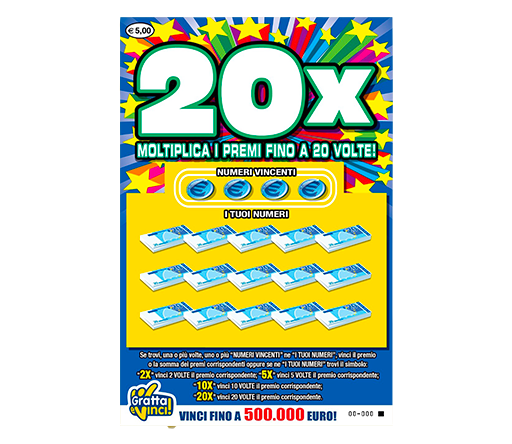 € 5,00
20X
MOLTIPLICA I PREMI FINO A 20 VOLTE!
NUMERI VINCENTI
€ € € €
I TUOI NUMERI
Se trovi, una o più volte, uno o più "NUMERI VINCENTI" ne "I TUOI NUMERI", vinci il premio
o la somma dei premi corrispondenti oppure se ne "I TUOI NUMERI" trovi il simbolo:
"2X" vinci 2 VOLTE il premio corrispondente; "5X" vinci 5 VOLTE il premio corrispondente;
"10X" vinci 10 VOLTE il premio corrispondente;
"20X" vinci 20 VOLTE il premio corrispondente.
Gratta
e Vinci!
VINCI FINO A 500.000 EURO!
00-000